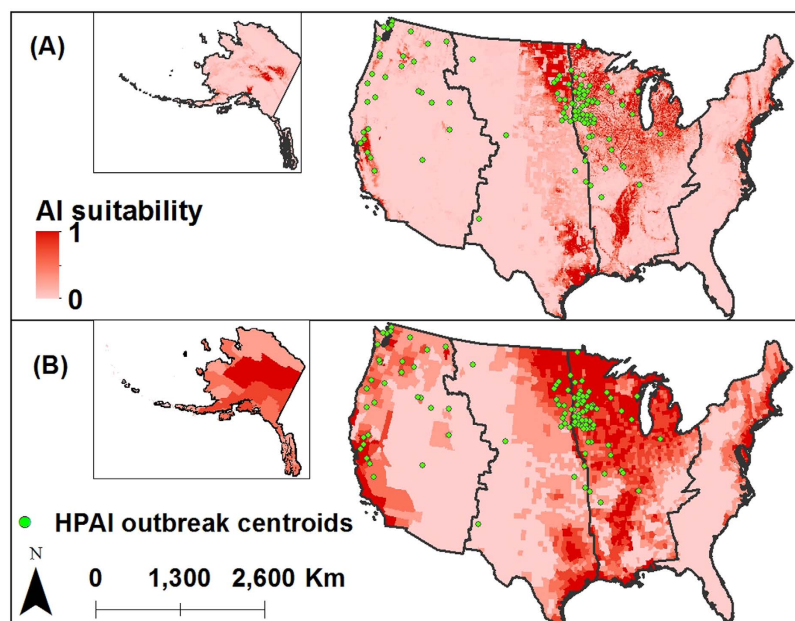 (A)
AI suitability
1
0
(B)
HPAI outbreak centroids
N
0 1,300 2,600 Km